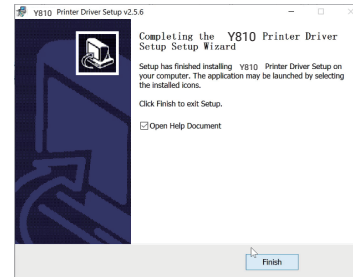 Y810 Printer Driver Setup v2.5.6
Completing the Y810 Printer Driver
Setup Setup Wizard
Setup has finished installing Y810 Printer Driver Setup on
your computer. The application may be launched by selecting
the installed icons.
Click Finish to exit Setup.
Open Help Document
Finish